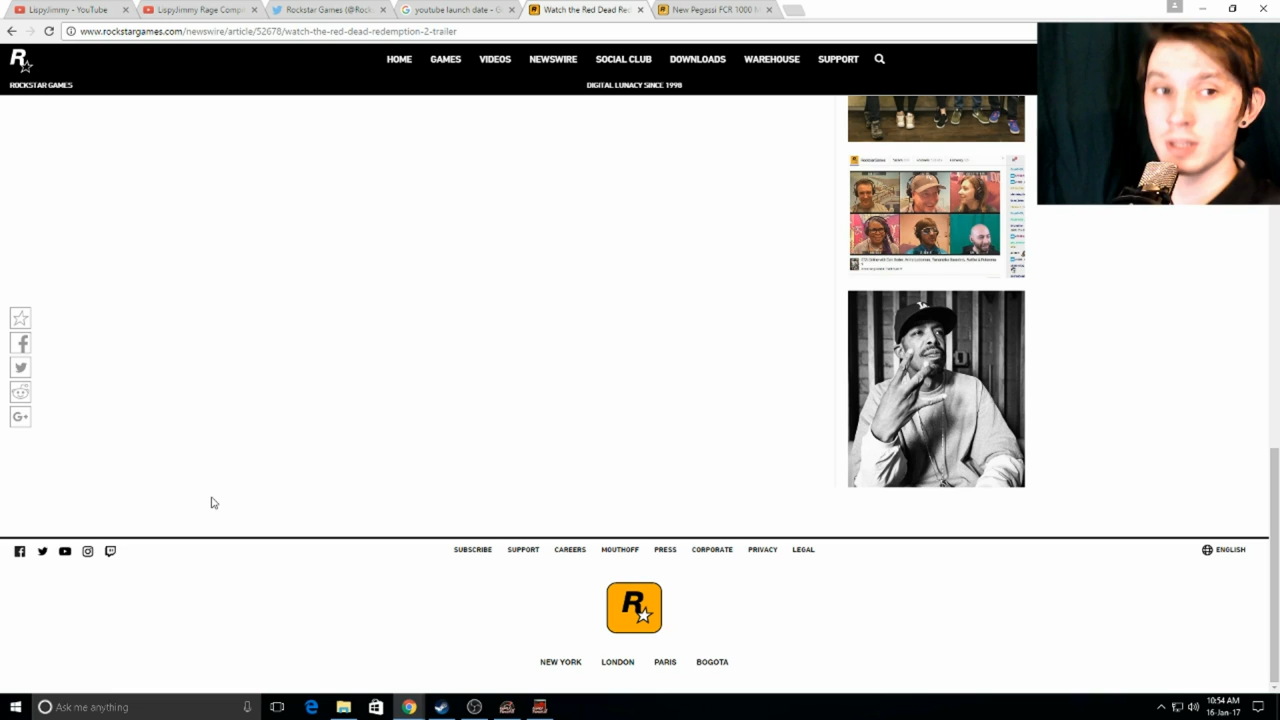 LispyJimmy - YouTube
LispyJimmy Rage Comp
Rockstar Games (@Rock
youtube launch date - G
Watch the Red Dead Re
New Pegassi FCR 1000 M
www.rockstargames.com/newswire/article/52678/watch-the-red-dead-redemption-2-trailer
R
HOME GAMES VIDEOS NEWSWIRE SOCIAL CLUB DOWNLOADS WAREHOUSE SUPPORT
ROCKSTAR GAMES
DIGITAL LUNACY SINCE 1998
G+
SUBSCRIBE SUPPORT CAREERS MOUTHOFF PRESS CORPORATE PRIVACY LEGAL
ENGLISH
R
NEW YORK LONDON PARIS BOGOTA
Ask me anything
10:54 AM
16-Jan-17